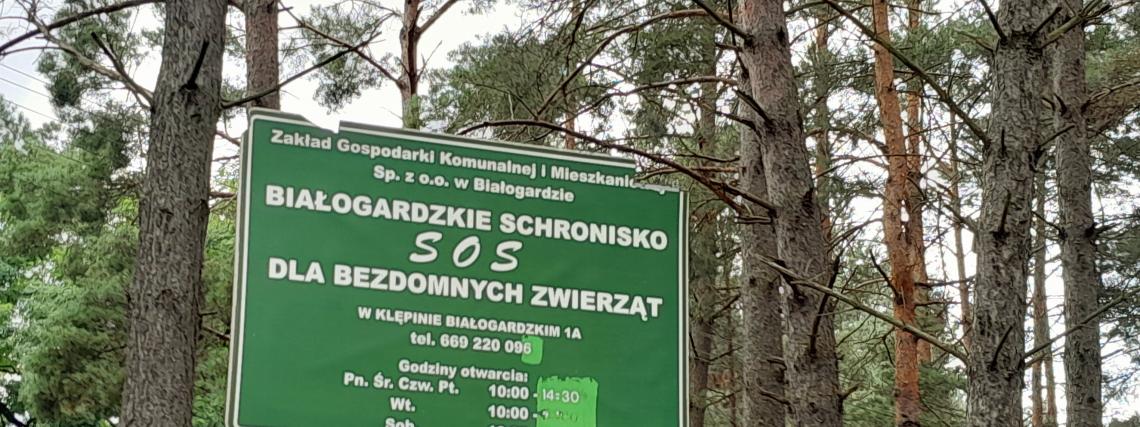 Zakład Gospodarki Komunalnej i
Sp. z o.o. w Białogardzie
BIAŁOGARDZKIE SCHRONISKO
SOS
DLA BEZDOMNYCH ZWIERZĄT
W KLĘPINIE BIAŁOGARDZKIM 1A
tel. 669 220 096
Godziny otwarcia:
Pn. Śr. Czw. Pt. 10:00 - 14:30
Wt. 10:00 -
Sob.